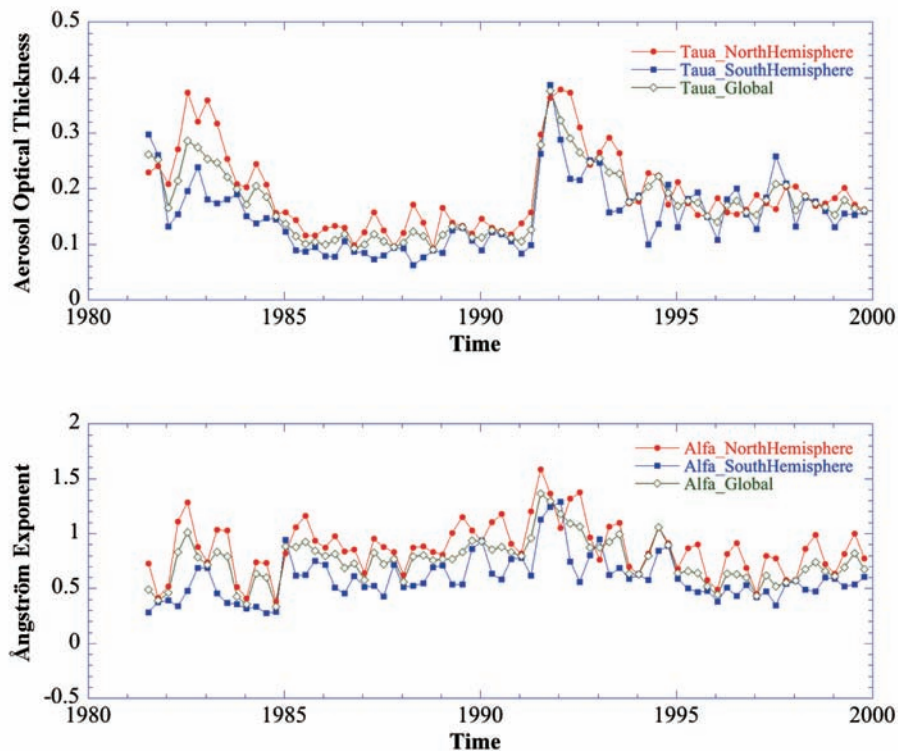 0.5
0.4
0.3
0.2
0.1
0
Aerosol Optical Thickness
Taua_NorthHemisphere
Taua_SouthHemisphere
Taua_Global
1980 1985 1990 1995 2000
Time
2
1.5
1
0.5
0
-0.5
Ångström Exponent
Alfa_NorthHemisphere
Alfa_SouthHemisphere
Alfa_Global
1980 1985 1990 1995 2000
Time